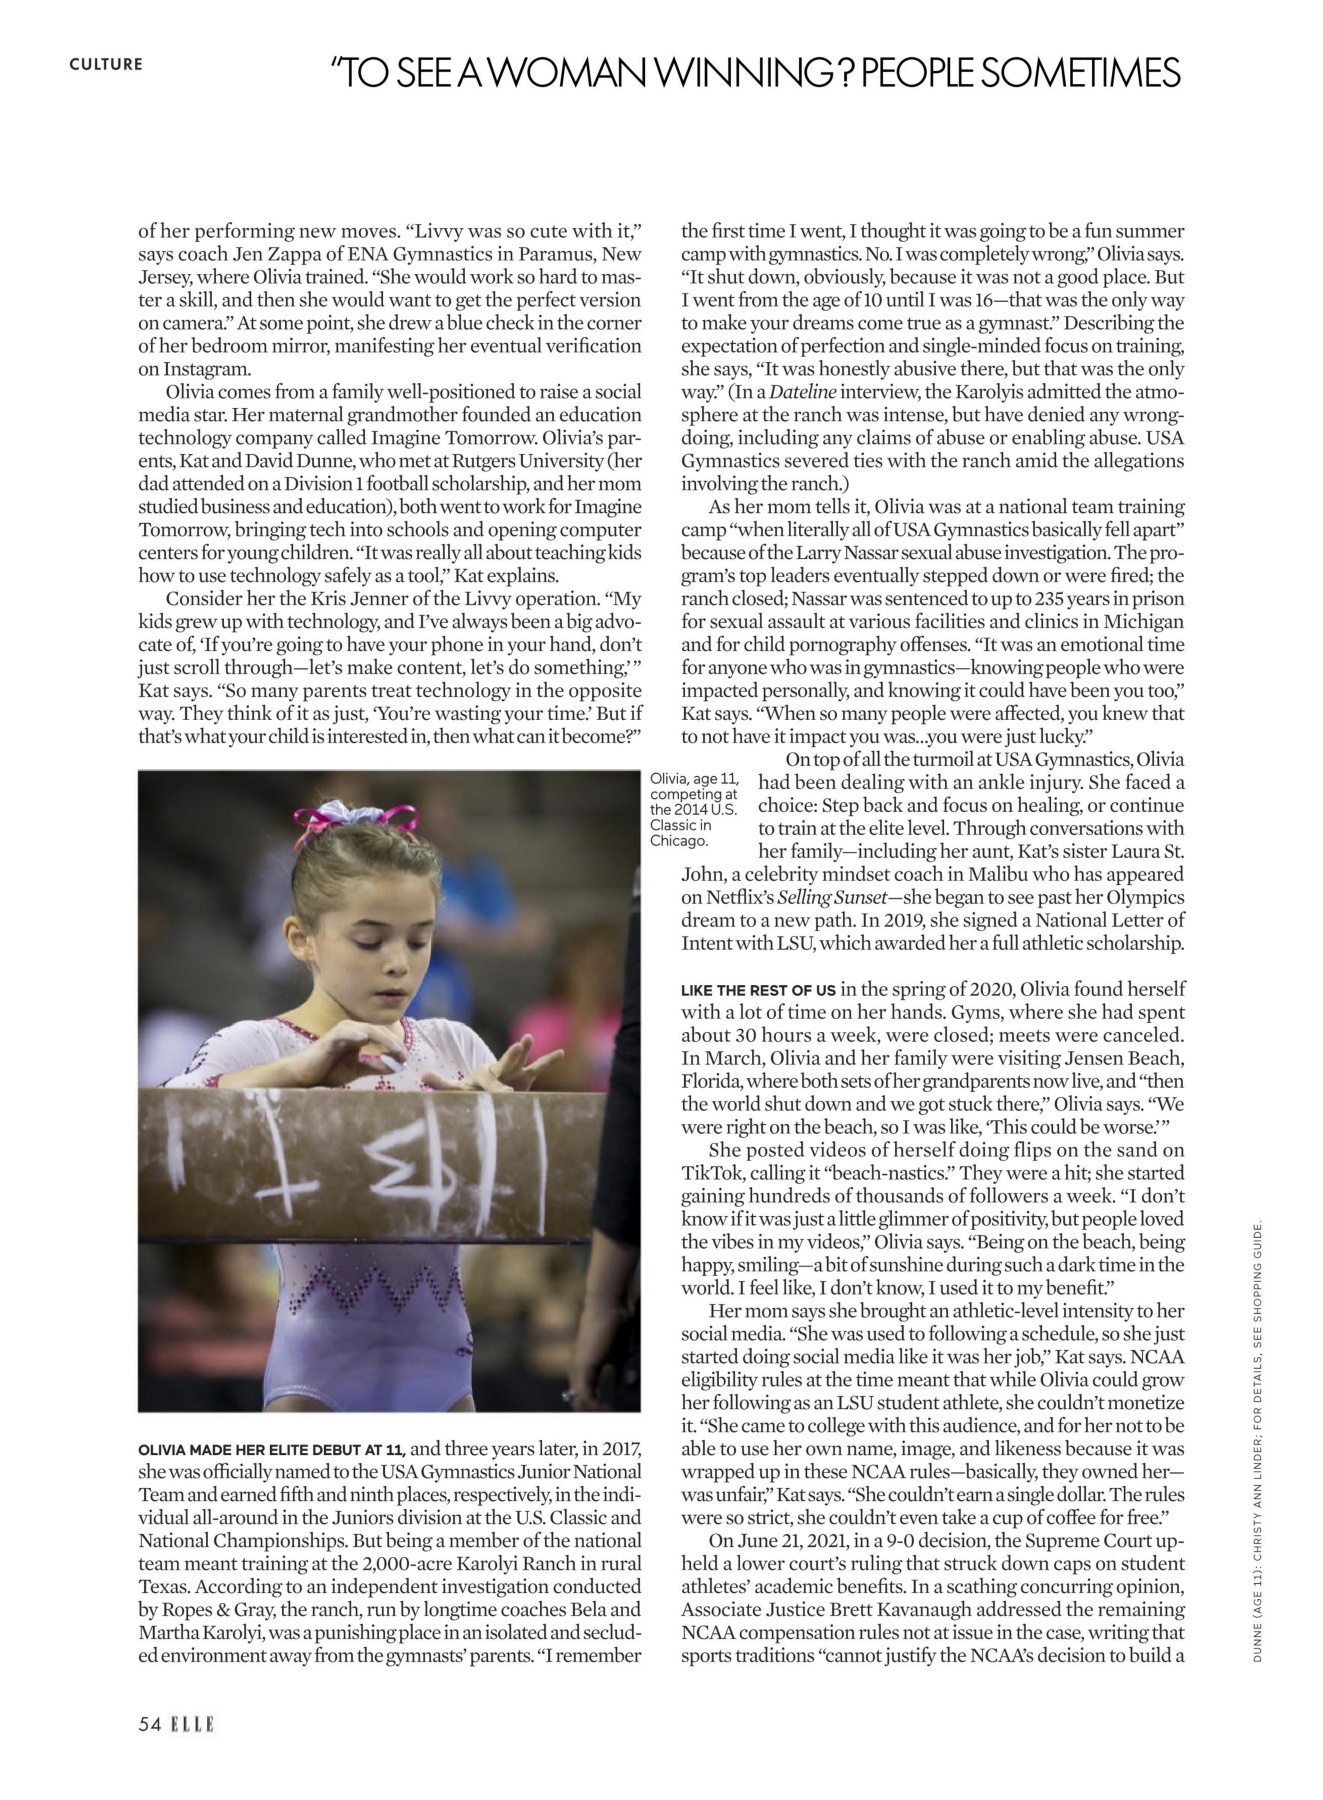 CULTURE
“TO SEE A WOMAN WINNING? PEOPLE SOMETIMES
of her performing new moves. “Livvy was so cute with it,”
says coach Jen Zappa of ENA Gymnastics in Paramus, New
Jersey, where Olivia trained. “She would work so hard to mas-
ter a skill, and then she would want to get the perfect version
on camera.” At some point, she drew a blue check in the corner
of her bedroom mirror, manifesting her eventual verification
on Instagram.
Olivia comes from a family well-positioned to raise a social
media star. Her maternal grandmother founded an education
technology company called Imagine Tomorrow. Olivia’s par-
ents, Kat and David Dunne, who met at Rutgers University (her
dad attended on a Division 1 football scholarship, and her mom
studied business and education), both went to work for Imagine
Tomorrow, bringing tech into schools and opening computer
centers for young children. “It was really all about teaching kids
how to use technology safely as a tool,” Kat explains.
Consider her the Kris Jenner of the Livvy operation. “My
kids grew up with technology, and I’ve always been a big advo-
cate of, ‘If you’re going to have your phone in your hand, don’t
just scroll through—let’s make content, let’s do something,’”
Kat says. “So many parents treat technology in the opposite
way. They think of it as just, ‘You’re wasting your time.’ But if
that’s what your child is interested in, then what can it become?”
OLIVIA MADE HER ELITE DEBUT AT 11, and three years later, in 2017,
she was officially named to the USA Gymnastics Junior National
Team and earned fifth and ninth places, respectively, in the indi-
vidual all-around in the Juniors division at the U.S. Classic and
National Championships. But being a member of the national
team meant training at the 2,000-acre Karolyi Ranch in rural
Texas. According to an independent investigation conducted
by Ropes & Gray, the ranch, run by longtime coaches Bela and
Martha Karolyi, was a punishing place in an isolated and seclud-
ed environment away from the gymnasts’ parents. “I remember
the first time I went, I thought it was going to be a fun summer
camp with gymnastics. No. I was completely wrong,” Olivia says.
“It shut down, obviously, because it was not a good place. But
I went from the age of 10 until I was 16—that was the only way
to make your dreams come true as a gymnast.” Describing the
expectation of perfection and single-minded focus on training,
she says, “It was honestly abusive there, but that was the only
way.” (In a Dateline interview, the Karolyis admitted the atmo-
sphere at the ranch was intense, but have denied any wrong-
doing, including any claims of abuse or enabling abuse. USA
Gymnastics severed ties with the ranch amid the allegations
involving the ranch.)
As her mom tells it, Olivia was at a national team training
camp “when literally all of USA Gymnastics basically fell apart”
because of the Larry Nassar sexual abuse investigation. The pro-
gram’s top leaders eventually stepped down or were fired; the
ranch closed; Nassar was sentenced to up to 235 years in prison
for sexual assault at various facilities and clinics in Michigan
and for child pornography offenses. “It was an emotional time
for anyone who was in gymnastics—knowing people who were
impacted personally, and knowing it could have been you too,”
Kat says. “When so many people were affected, you knew that
to not have it impact you was...you were just lucky.”
Olivia, age 11,
competing at
the 2014 U.S.
Classic in
Chicago.
On top of all the turmoil at USA Gymnastics, Olivia
had been dealing with an ankle injury. She faced a
choice: Step back and focus on healing, or continue
to train at the elite level. Through conversations with
her family—including her aunt, Kat’s sister Laura St.
John, a celebrity mindset coach in Malibu who has appeared
on Netflix’s Selling Sunset—she began to see past her Olympics
dream to a new path. In 2019, she signed a National Letter of
Intent with LSU, which awarded her a full athletic scholarship.
LIKE THE REST OF US in the spring of 2020, Olivia found herself
with a lot of time on her hands. Gyms, where she had spent
about 30 hours a week, were closed; meets were canceled.
In March, Olivia and her family were visiting Jensen Beach,
Florida, where both sets of her grandparents now live, and “then
the world shut down and we got stuck there,” Olivia says. “We
were right on the beach, so I was like, ‘This could be worse.’”
She posted videos of herself doing flips on the sand on
TikTok, calling it “beach-nastics.” They were a hit; she started
gaining hundreds of thousands of followers a week. “I don’t
know if it was just a little glimmer of positivity, but people loved
the vibes in my videos,” Olivia says. “Being on the beach, being
happy, smiling—a bit of sunshine during such a dark time in the
world. I feel like, I don’t know, I used it to my benefit.”
Her mom says she brought an athletic-level intensity to her
social media. “She was used to following a schedule, so she just
started doing social media like it was her job,” Kat says. NCAA
eligibility rules at the time meant that while Olivia could grow
her following as an LSU student athlete, she couldn’t monetize
it. “She came to college with this audience, and for her not to be
able to use her own name, image, and likeness because it was
wrapped up in these NCAA rules—basically, they owned her—
was unfair,” Kat says. “She couldn’t earn a single dollar. The rules
were so strict, she couldn’t even take a cup of coffee for free.”
On June 21, 2021, in a 9-0 decision, the Supreme Court up-
held a lower court’s ruling that struck down caps on student
athletes’ academic benefits. In a scathing concurring opinion,
Associate Justice Brett Kavanaugh addressed the remaining
NCAA compensation rules not at issue in the case, writing that
sports traditions “cannot justify the NCAA’s decision to build a
DUNNE (AGE 11): CHRISTY ANN LINDER; FOR DETAILS, SEE SHOPPING GUIDE.
54 ELLE